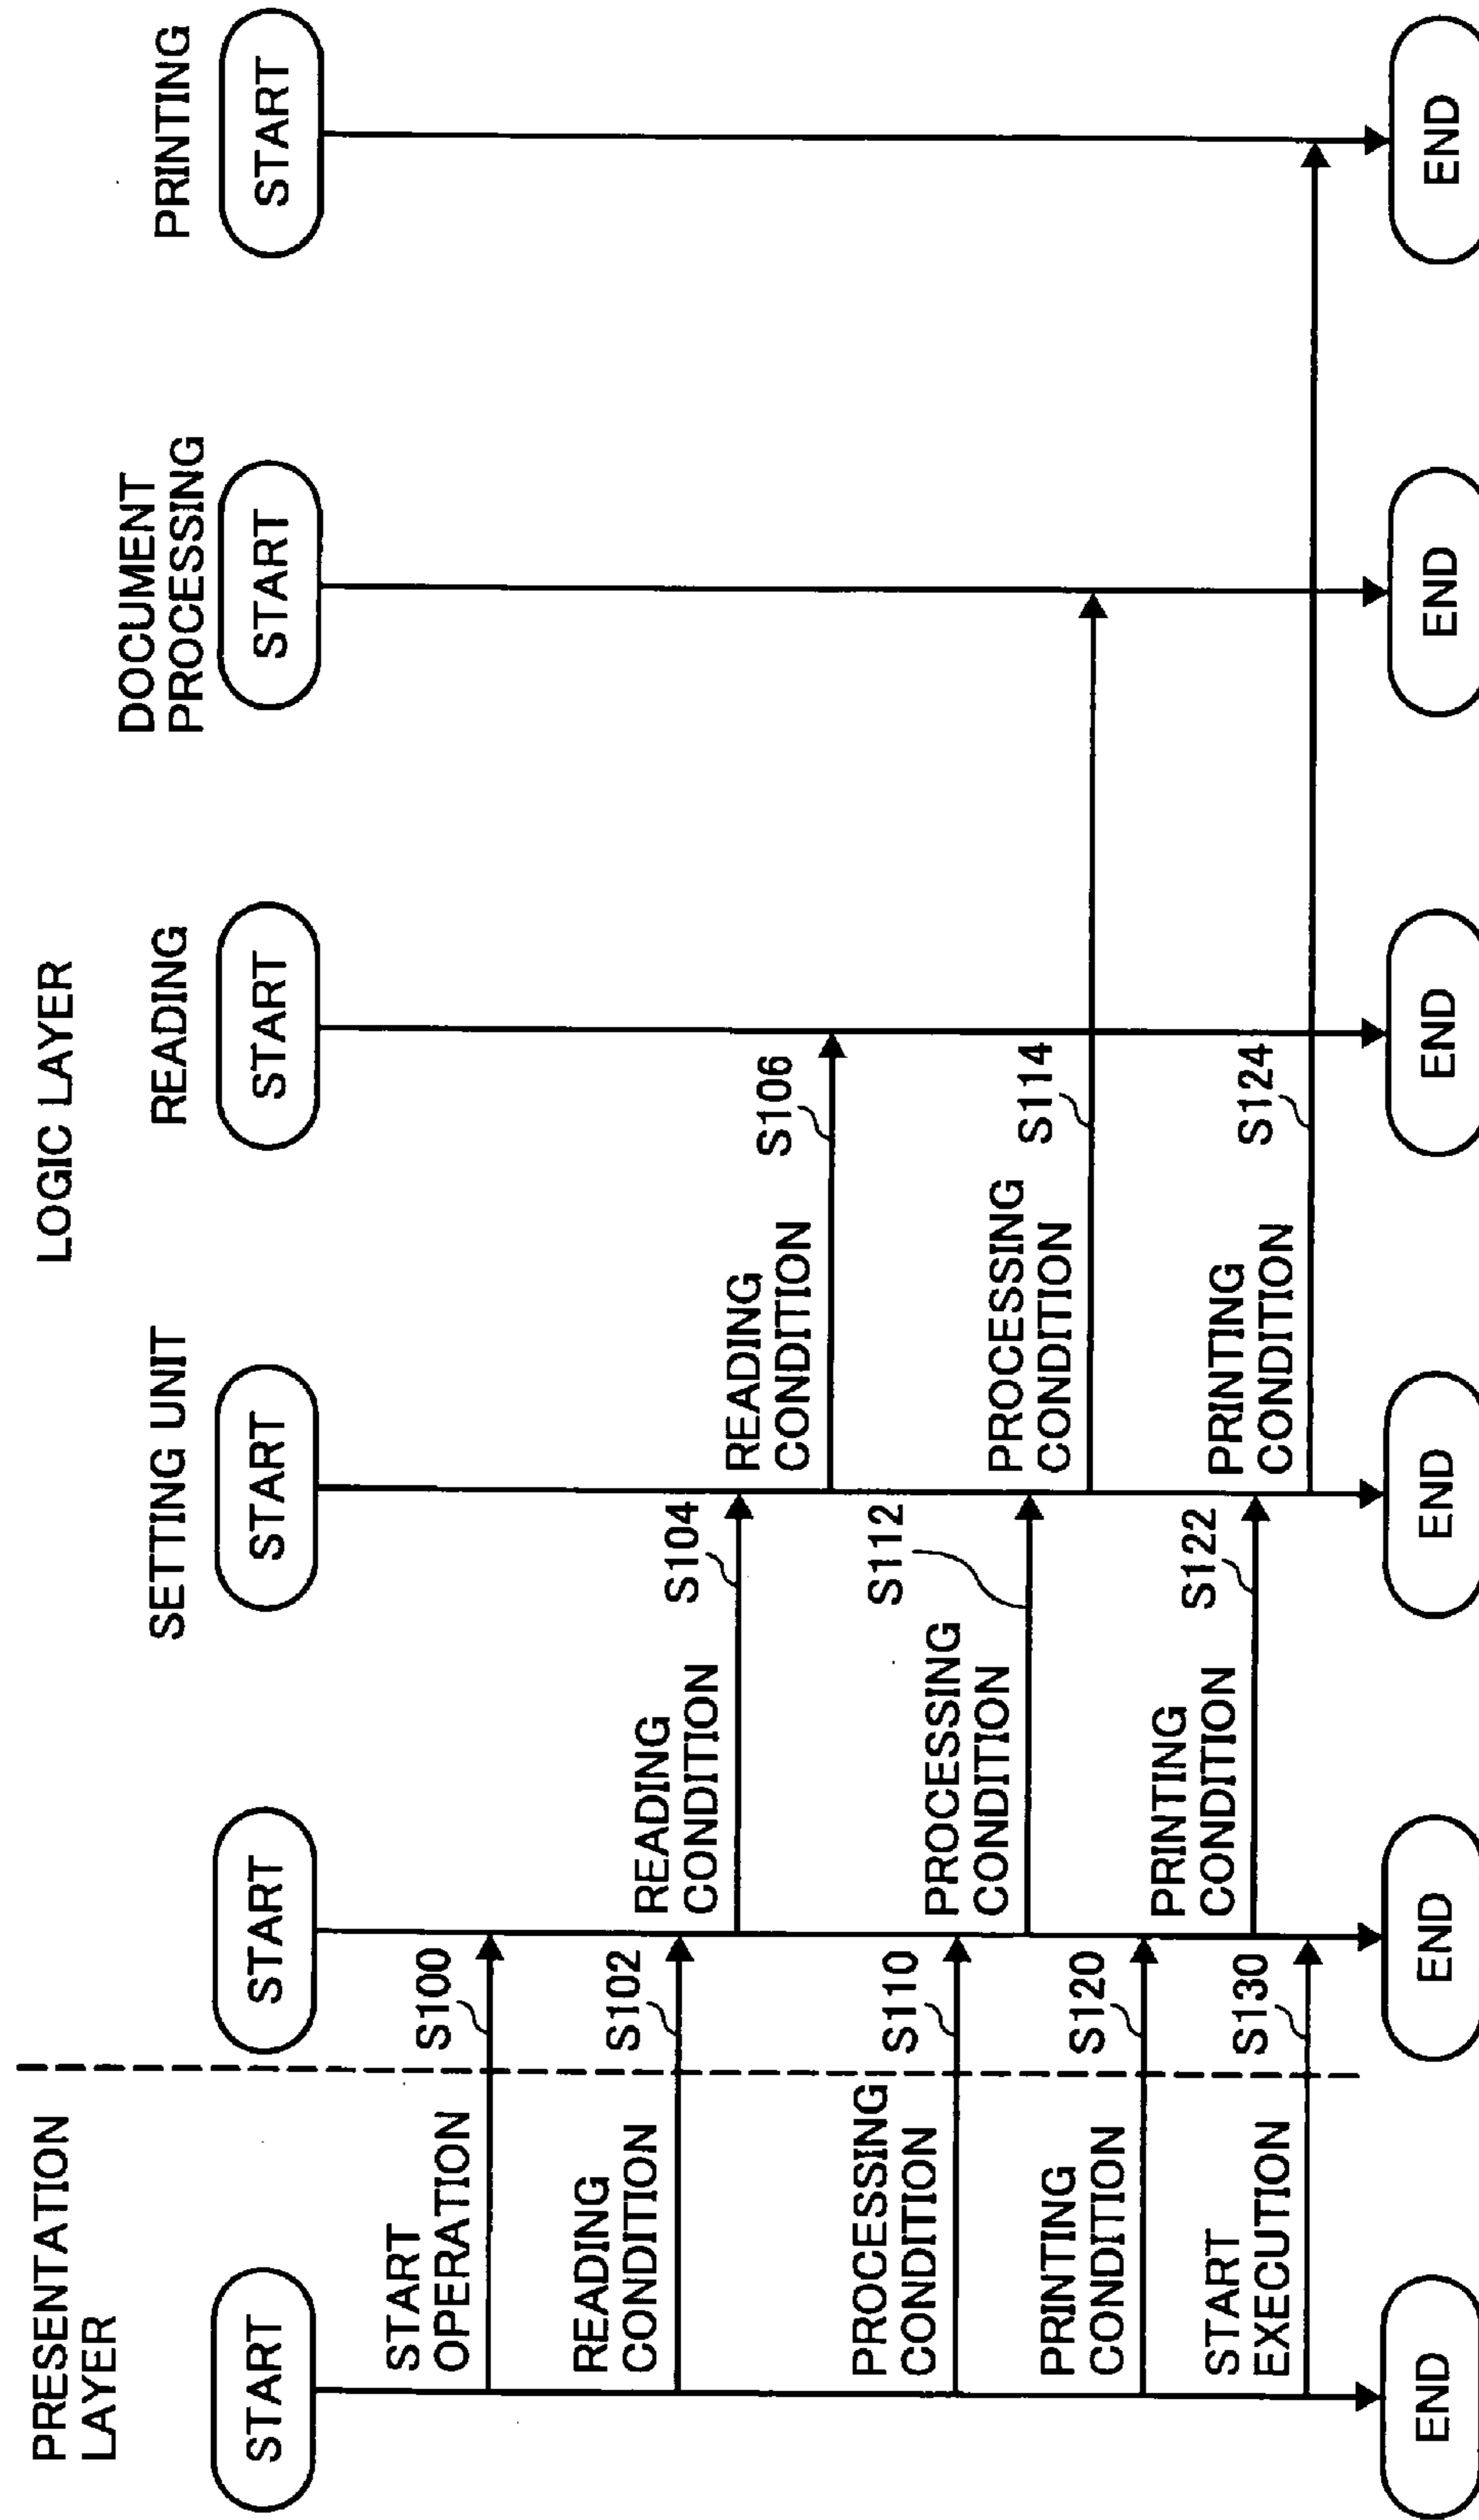 PRESENTATION
LAYER
LOGIC LAYER
SETTING UNIT
READING
DOCUMENT
PROCESSING
PRINTING
START
START
START
START
START
START
START
OPERATION
S100
READING
CONDITION
S102
READING
CONDITION
S104
READING
CONDITION
S106
PROCESSING
CONDITION
S110
PROCESSING
CONDITION
S112
PROCESSING
CONDITION
S114
PRINTING
CONDITION
S120
PRINTING
CONDITION
S122
PRINTING
CONDITION
S124
START
EXECUTION
S130
END
END
END
END
END
END